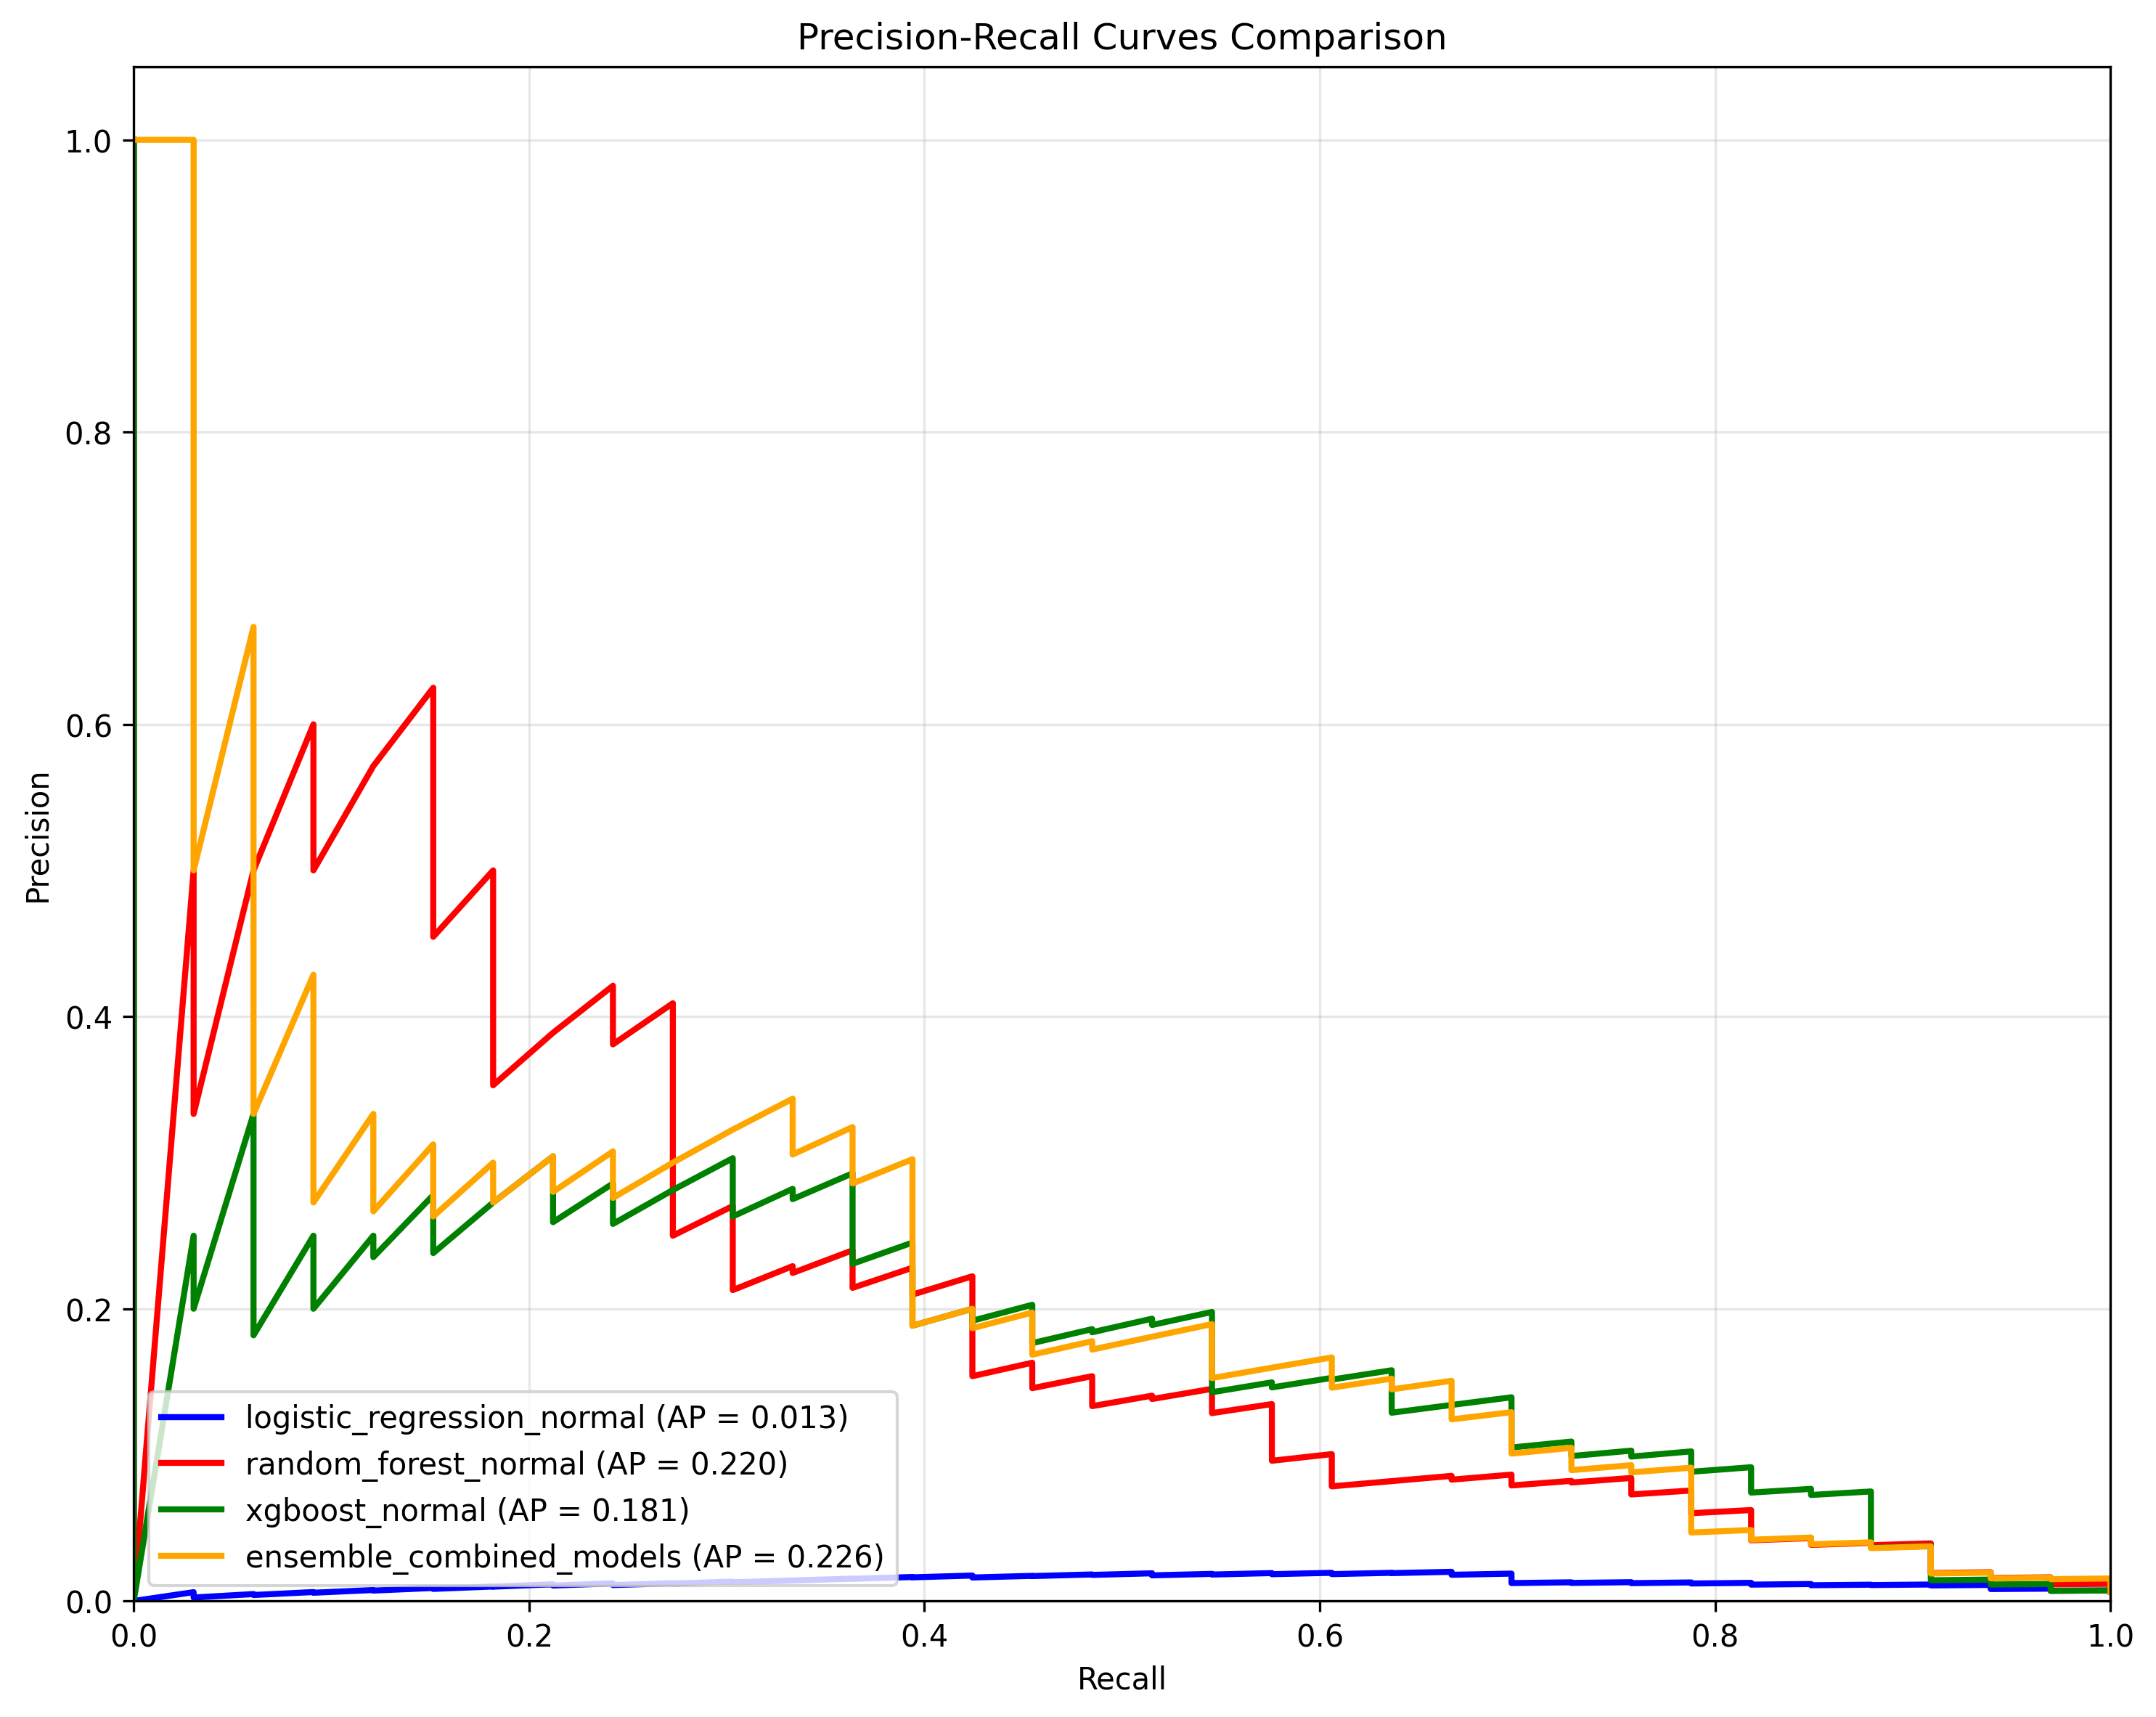 Precision-Recall Curves Comparison
1.0
0.8
0.6
0.4
0.2
0.0
Precision
logistic_regression_normal (AP = 0.013)
random_forest_normal (AP = 0.220)
xgboost_normal (AP = 0.181)
ensemble_combined_models (AP = 0.226)
0.0 0.2 0.4 0.6 0.8 1.0
Recall